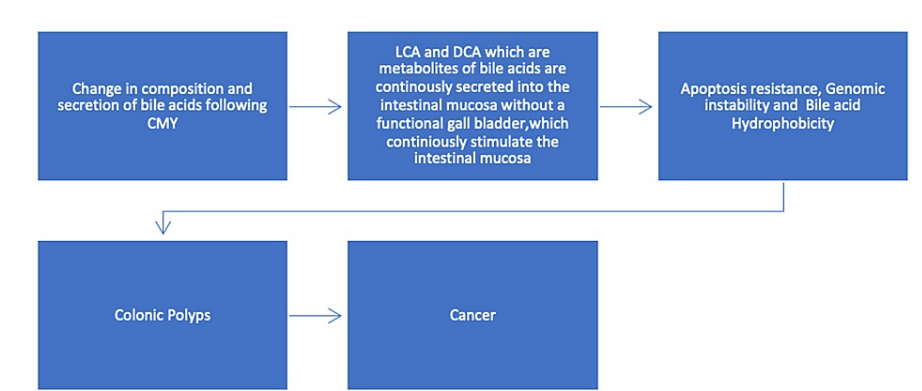 Change in composition and
secretion of bile acids following
CMY
LCA and DCA which are
metabolites of bile acids are
continously secreted into the
intestinal mucosa without a
functional gall bladder,which
continiously stimulate the
intestinal mucosa
Apoptosis resistance, Genomic
instability and Bile acid
Hydrophobicity
Colonic Polyps
Cancer